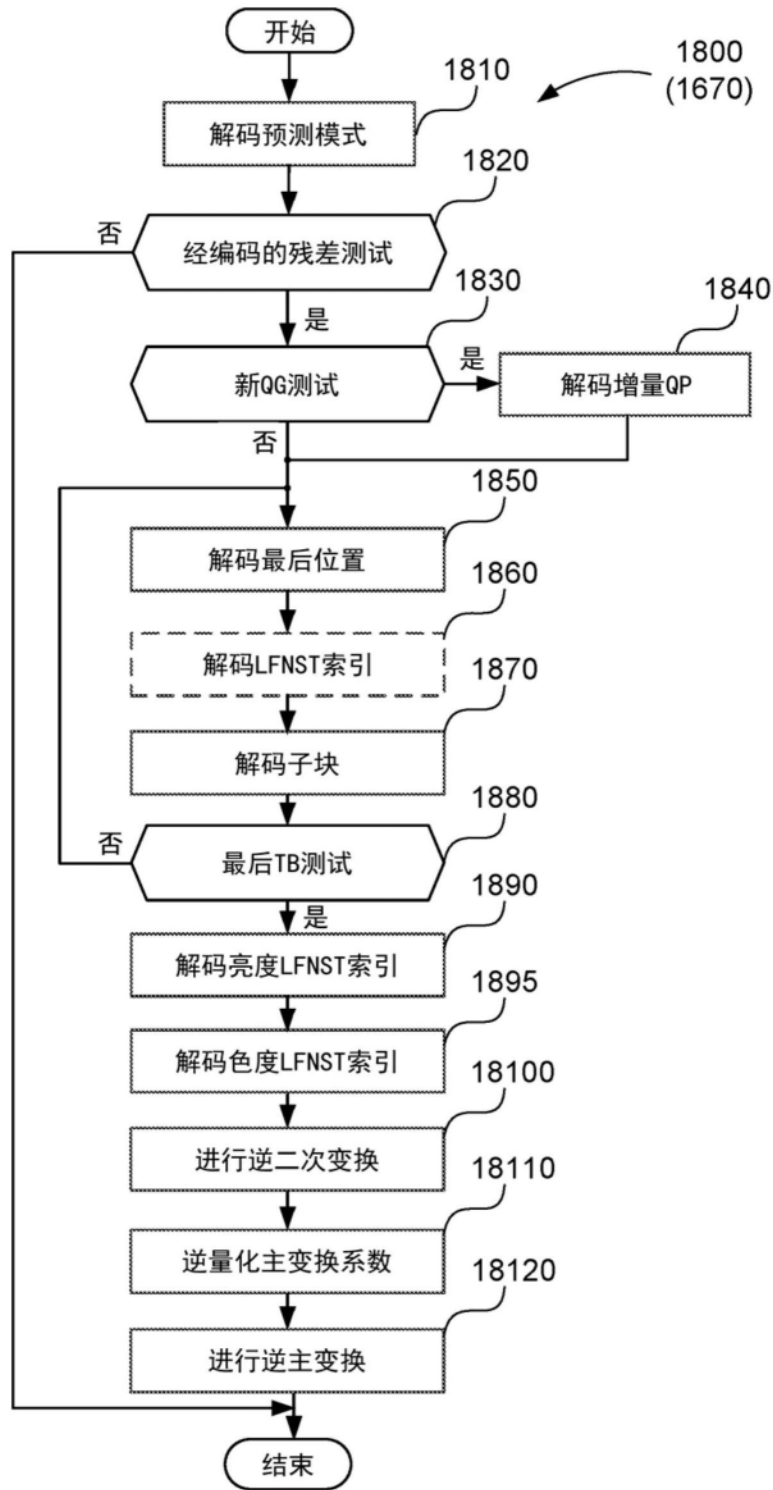 开始
1800
(1670)
1810
解码预测模式
1820
否
经编码的残差测试
是
1830
1840
新QG测试
是
解码增量QP
否
1850
解码最后位置
1860
解码LFNST索引
1870
解码子块
1880
否
最后TB测试
是
1890
解码亮度LFNST索引
1895
解码色度LFNST索引
18100
进行逆二次变换
18110
逆量化主变换系数
18120
进行逆主变换
结束